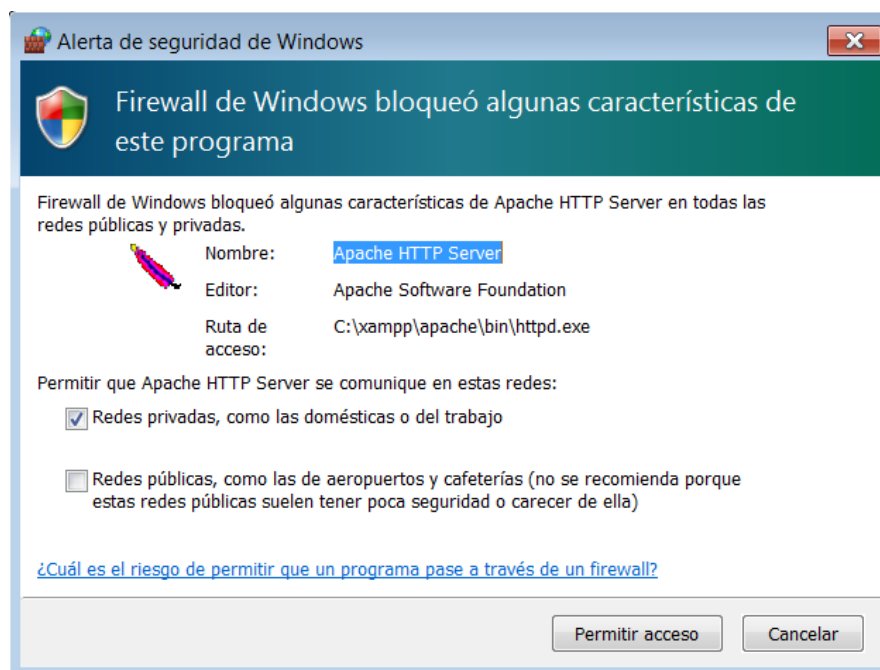 Alerta de seguridad de Windows
Firewall de Windows bloqueó algunas características de
este programa
Firewall de Windows bloqueó algunas características de Apache HTTP Server en todas las
redes públicas y privadas.
Nombre: Apache HTTP Server
Editor: Apache Software Foundation
Ruta de C:\xampp\apache\bin\httpd.exe
acceso:
Permitir que Apache HTTP Server se comunique en estas redes:
Redes privadas, como las domésticas o del trabajo
Redes públicas, como las de aeropuertos y cafeterías (no se recomienda porque
estas redes públicas suelen tener poca seguridad o carecer de ella)
¿Cuál es el riesgo de permitir que un programa pase a través de un firewall?
Permitir acceso Cancelar